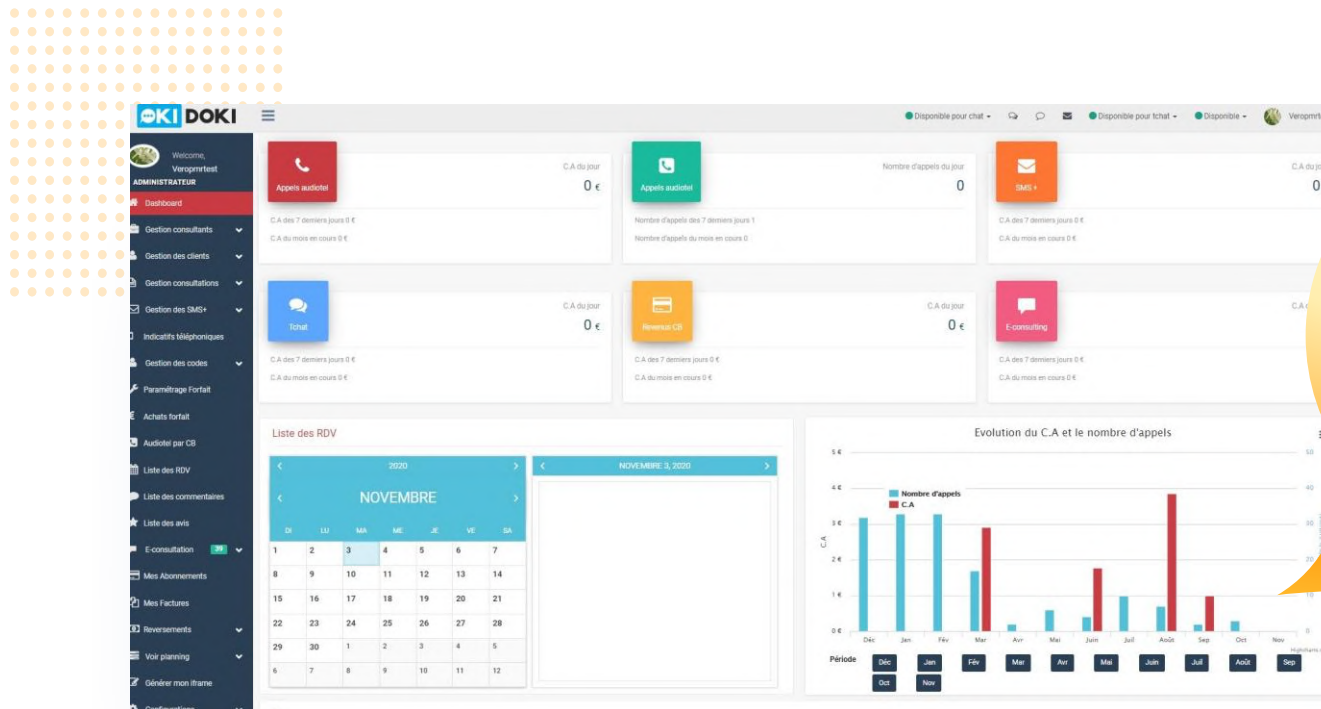 OKI DOKI
Disponible pour chat
Disponible pour tchat
Disponible
Welcome,
Veropmrtest
ADMINISTRATEUR
Dashboard
Gestion consultants
Gestion des clients
Gestion consultations
Gestion des SMS+
Indicatifs téléphoniques
Gestion des codes
Paramétrage Forfait
Achats forfait
Audiotel par CB
Liste des RDV
Liste des commentaires
Liste des avis
E-consultation 39
Mes Abonnements
Mes Factures
Reversements
Voir planning
Générer mon iframe
Configurations
Appels audiotel
C.A du jour
0 €
C.A des 7 derniers jours 0 €
C.A du mois en cours 0 €
Appels audiotel
Nombre d'appels du jour
0
Nombre d'appels des 7 derniers jours 1
Nombre d'appels du mois en cours 0
SMS +
C.A du
0
C.A des 7 derniers jours 0 €
C.A du mois en cours 0 €
Tchat
C.A du jour
0 €
C.A des 7 derniers jours 0 €
C.A du mois en cours 0 €
Revenus CB
C.A du jour
0 €
C.A des 7 derniers jours 0 €
C.A du mois en cours 0 €
E-consulting
C.A
C.A des 7 derniers jours 0 €
C.A du mois en cours 0 €
Liste des RDV
2020
NOVEMBRE
DI LU MA ME JE VE SA
1 2 3 4 5 6 7
8 9 10 11 12 13 14
15 16 17 18 19 20 21
22 23 24 25 26 27 28
29 30 1 2 3 4 5
6 7 8 9 10 11 12
NOVEMBRE 3, 2020
Evolution du C.A et le nombre d'appels
5 € 50
4 € 40
3 € 30
2 € 20
1 € 10
0 € 0
C.A
Nombre d'appels
C.A
Déc Jan Fév Mar Avr Mai Juin Juil Août Sep Oct Nov
Période
Déc Jan Fév Mar Avr Mai Juin Juil Août Sep
Oct Nov